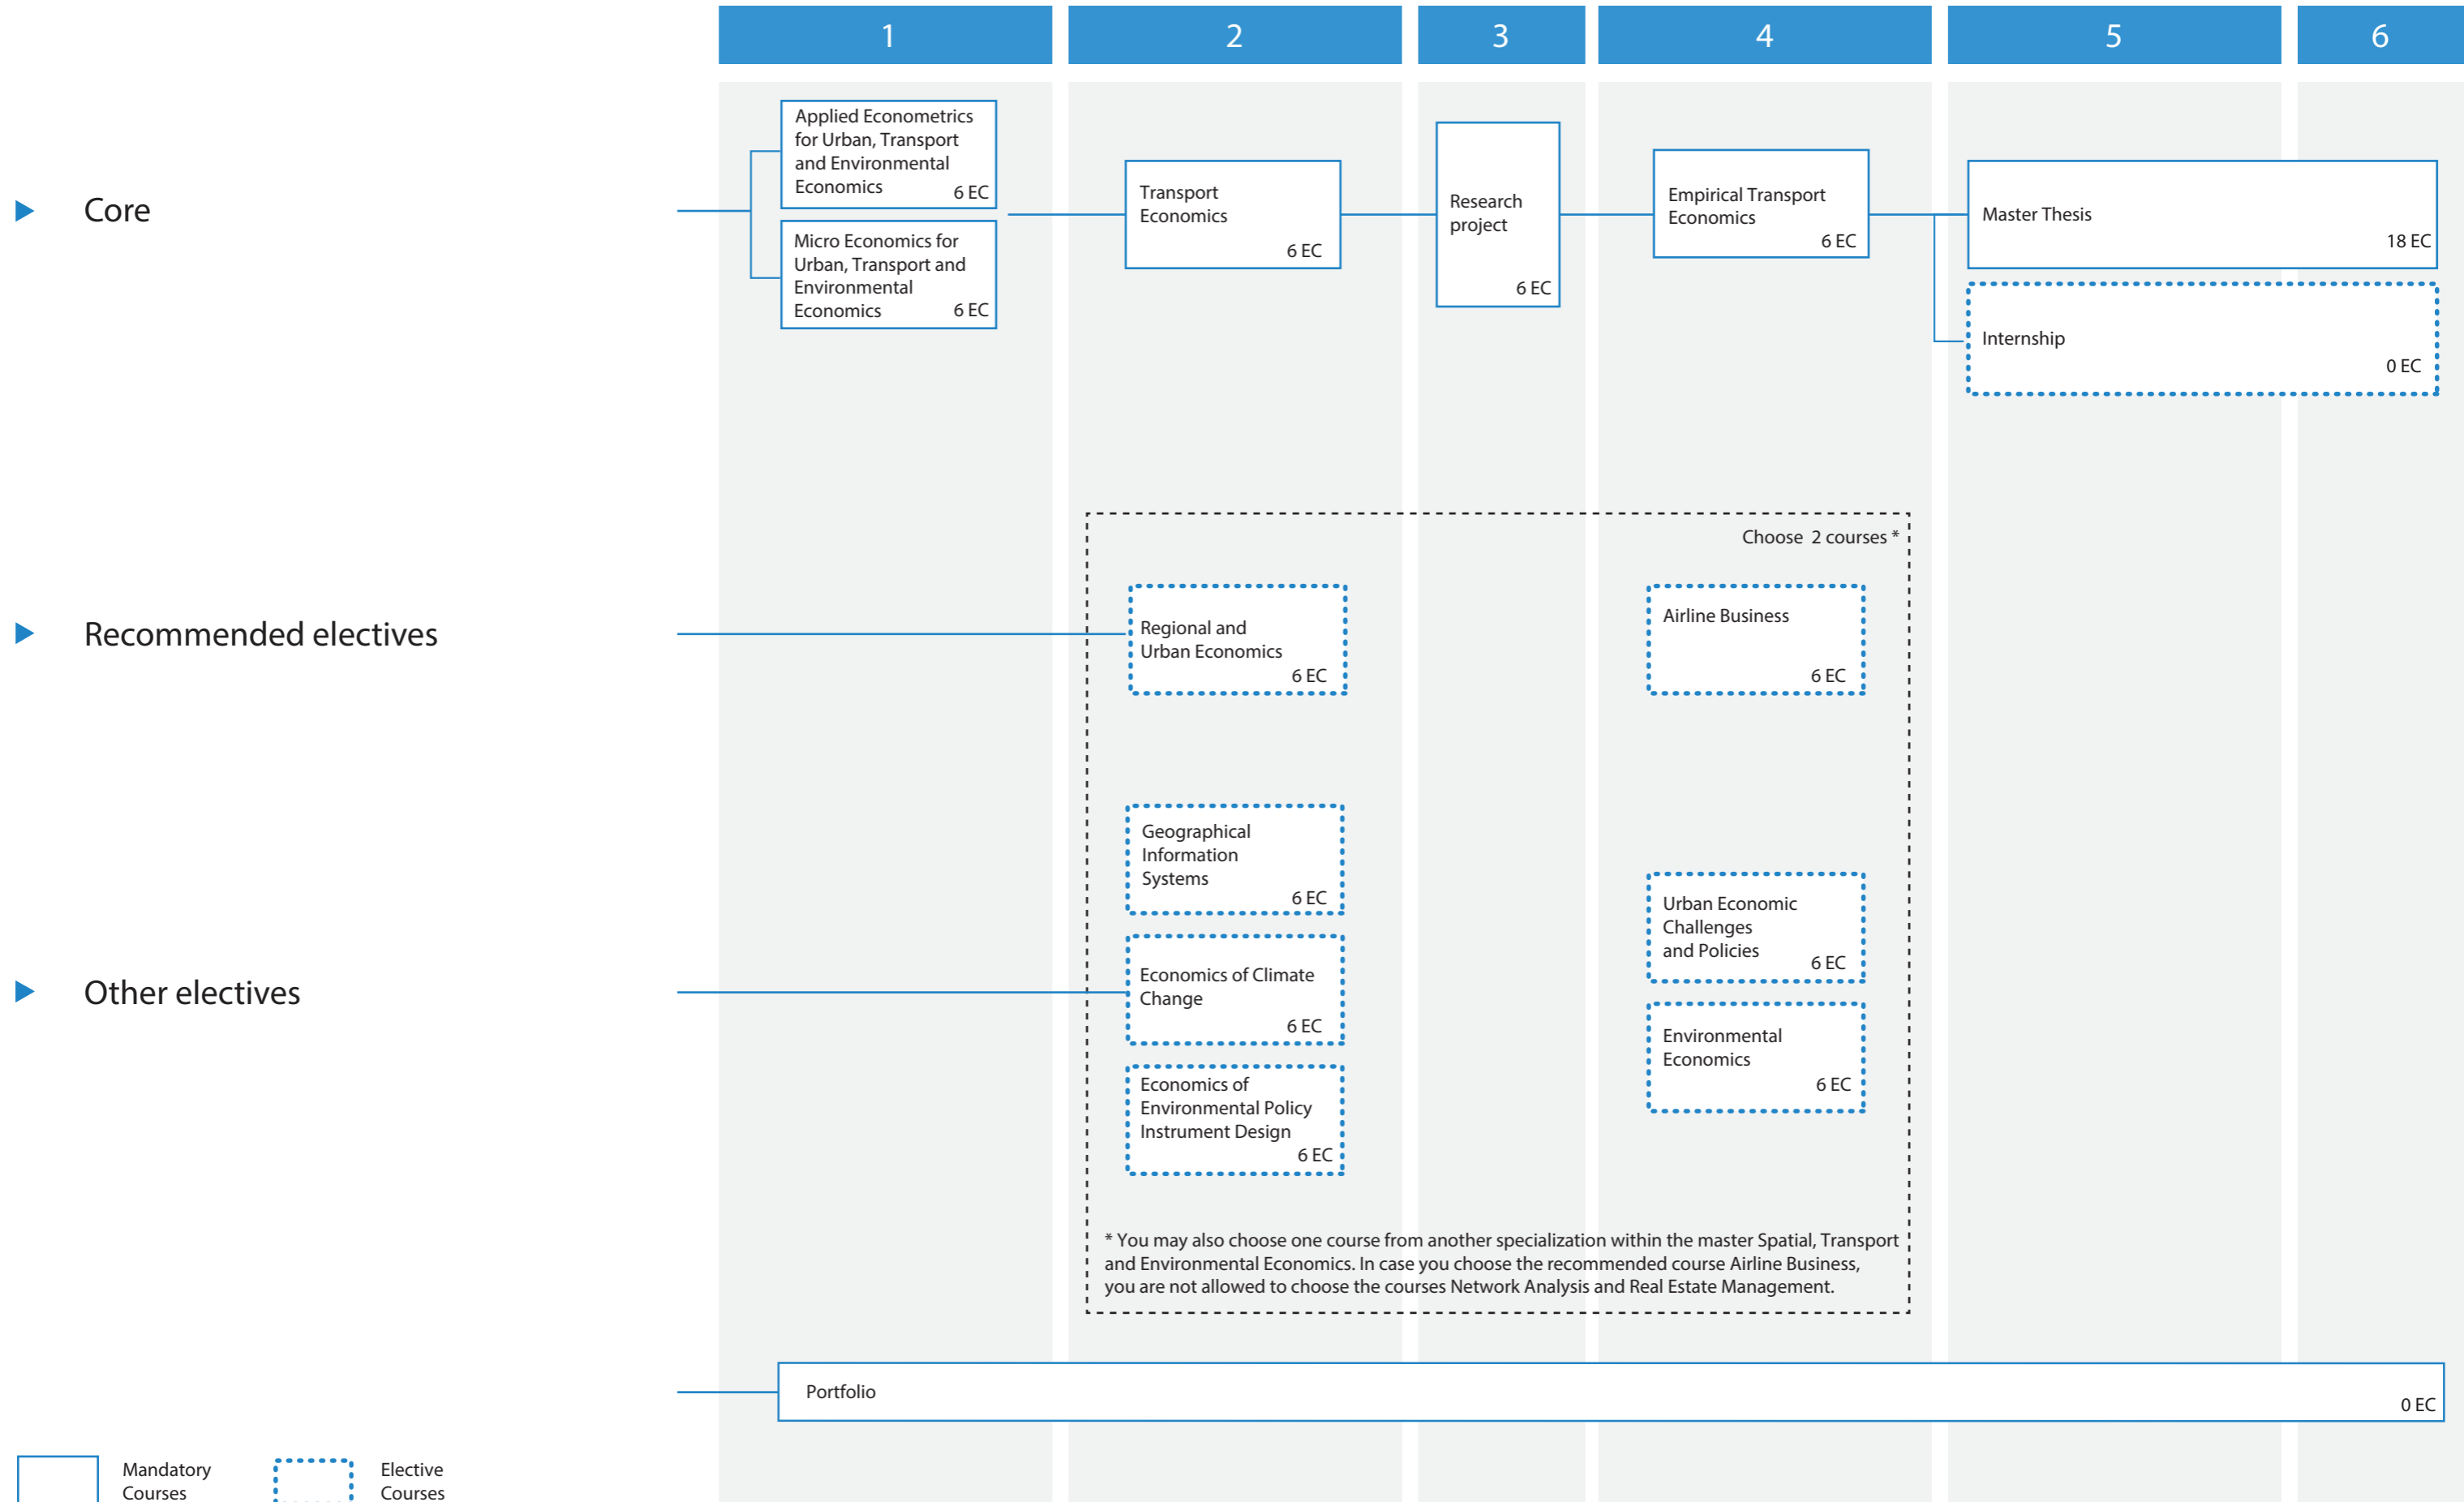 1
2
3
4
5
6
Core
Applied Econometrics
for Urban, Transport
and Environmental
Economics
6 EC
Micro Economics for
Urban, Transport and
Environmental
Economics
6 EC
Transport
Economics
6 EC
Research
project
6 EC
Empirical Transport
Economics
6 EC
Master Thesis
18 EC
Internship
0 EC
Choose  2 courses *
Recommended electives
Regional and
Urban Economics
6 EC
Airline Business
6 EC
Other electives
Geographical
Information
Systems
6 EC
Economics of Climate
Change
6 EC
Economics of
Environmental Policy
Instrument Design
6 EC
Urban Economic
Challenges
and Policies
6 EC
Environmental
Economics
6 EC
* You may also choose one course from another specialization within the master Spatial, Transport
and Environmental Economics. In case you choose the recommended course Airline Business,
you are not allowed to choose the courses Network Analysis and Real Estate Management.
Portfolio
0 EC
Mandatory
Courses
Elective
Courses